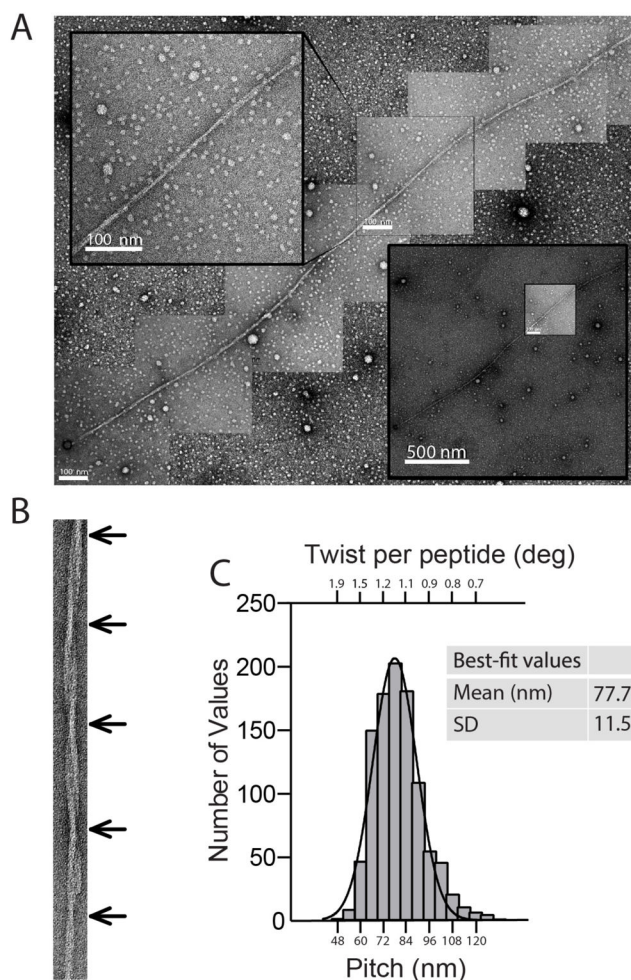 A
100 nm
100 nm
500 nm
100 nm
B
C
Twist per peptide (deg)
1.9 1.5 1.2 1.1 0.9 0.8 0.7
250
200
150
100
50
0
Number of Values
48 60 72 84 96 108 120
Pitch (nm)
Best-fit values
Mean (nm) 77.7
SD 11.5